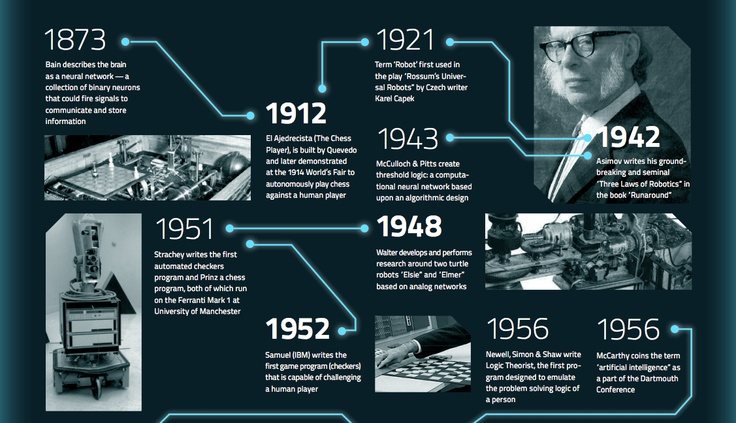 1873
Bain describes the brain
as a neural network — a
collection of binary neurons
that could fire signals to
communicate and store
information
1912
El Ajedrecista (The Chess
Player), is built by Quevedo
and later demonstrated
at the 1914 World's Fair to
autonomously play chess
against a human player
1921
Term 'Robot' first used in
the play "Rossum's Univer-
sal Robots" by Czech writer
Karel Capek
1942
Asimov writes his ground-
breaking and seminal
"Three Laws of Robotics" in
the book "Runaround"
1943
McCulloch & Pitts create
threshold logic: a computa-
tional neural network based
upon an algorithmic design
1951
Strachey writes the first
automated checkers
program and Prinz a chess
program, both of which run
on the Ferranti Mark 1 at
University of Manchester
1948
Walter develops and performs
research around two turtle
robots "Elsie" and "Elmer"
based on analog networks
1952
Samuel (IBM) writes the
first game program (checkers)
that is capable of challenging
a human player
1956
Newell, Simon & Shaw write
Logic Theorist, the first pro-
gram designed to emulate
the problem solving logic of
a person
1956
McCarthy coins the term
"artificial intelligence" as
a part of the Dartmouth
Conference